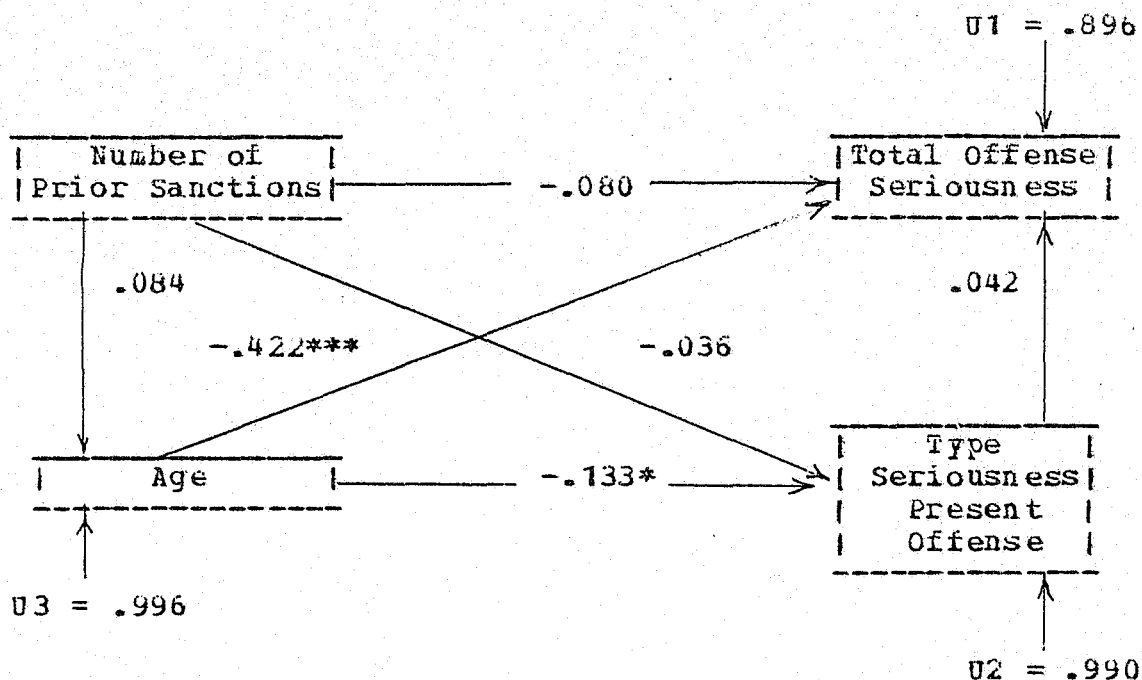 U1 = .896
Number of
Prior Sanctions
-.080
Total Offense
Seriousness
.084
.042
-.422***
-.036
Age
-.133*
Type
Seriousness
Present
Offense
U3 = .996
U2 = .990